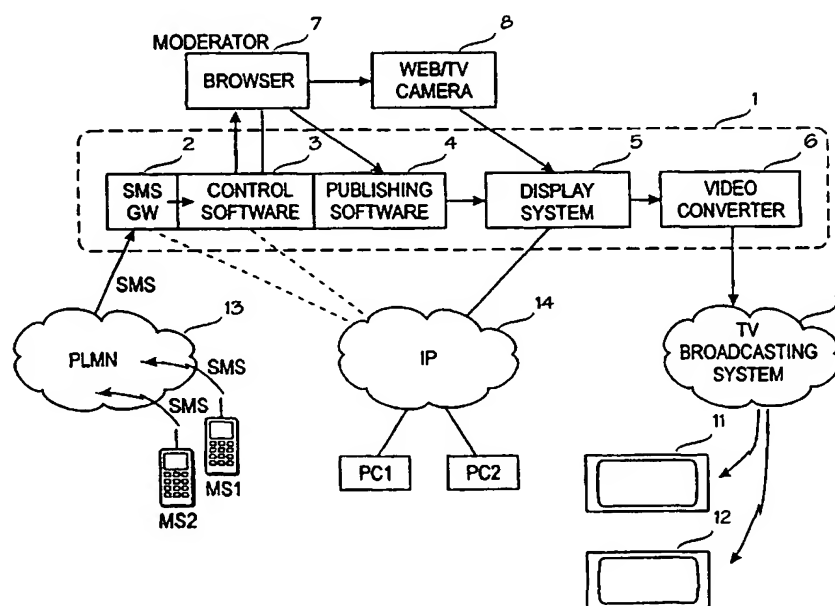 7
8
MODERATOR
BROWSER
WEB/TV
CAMERA
1
2
3
4
5
6
SMS
GW
CONTROL
SOFTWARE
PUBLISHING
SOFTWARE
DISPLAY
SYSTEM
VIDEO
CONVERTER
SMS
13
14
PLMN
SMS
SMS
IP
TV
BROADCASTING
SYSTEM
MS1
MS2
PC1
PC2
11
12